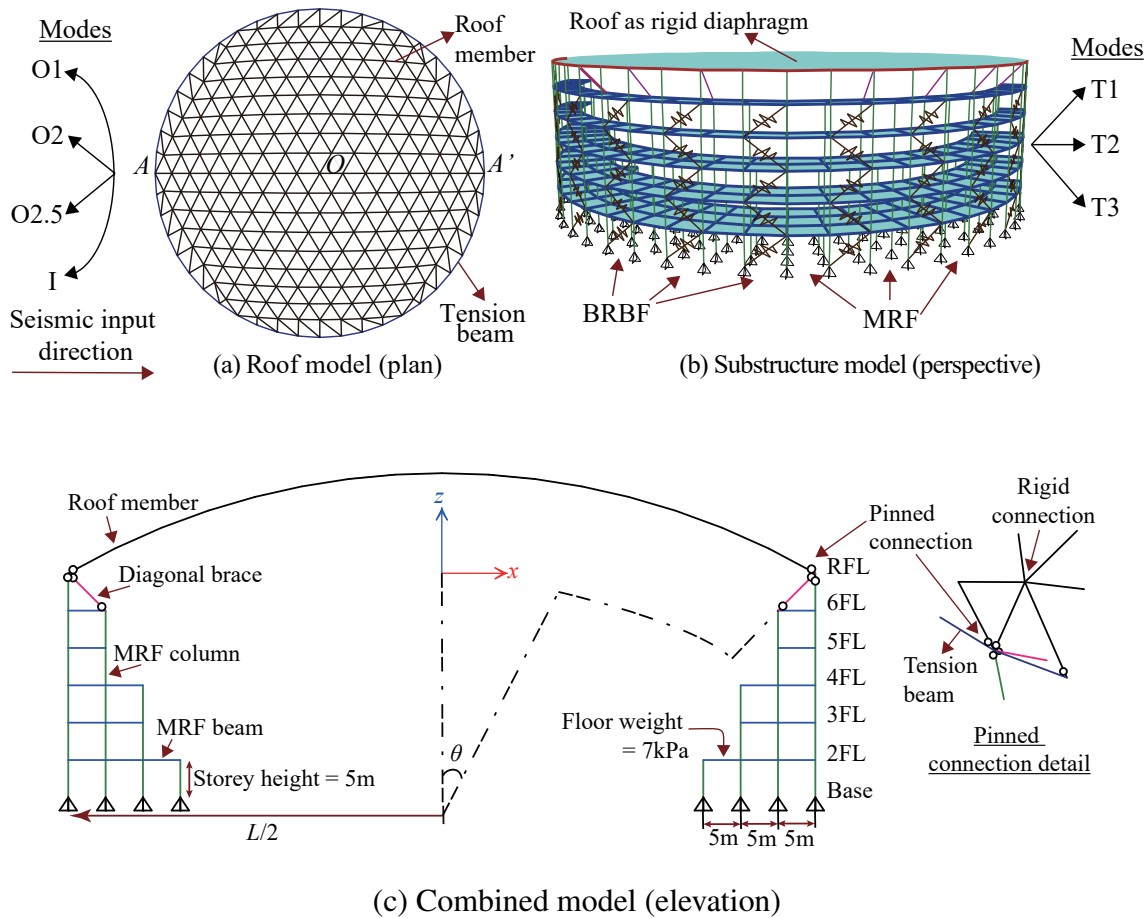 Modes
O1
O2
O2.5
I
Seismic input
direction
Roof
member
A
O
A’
Tension
beam
(a) Roof model (plan)
Roof as rigid diaphragm
Modes
T1
T2
T3
BRBF
MRF
(b) Substructure model (perspective)
Roof member
Diagonal brace
MRF column
MRF beam
Storey height = 5m
L/2
z
x
θ
Pinned
connection
RFL
6FL
5FL
4FL
3FL
2FL
Base
Floor weight
= 7kPa
5m 5m 5m
Rigid
connection
Tension
beam
Pinned
connection detail
(c) Combined model (elevation)